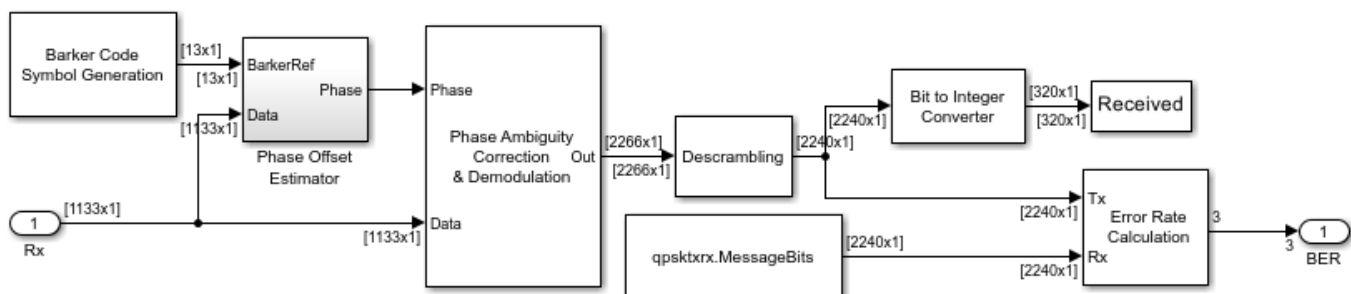 Barker Code
Symbol Generation
[13x1]
[13x1]
BarkerRef
Phase
Data
[1133x1]
Phase Offset
Estimator
1
Rx
[1133x1]
[1133x1]
Phase
Phase Ambiguity
Correction
& Demodulation
Out
Data
[2266x1]
[2266x1]
Descrambling
[2240x1]
[2240x1]
Bit to Integer
Converter
[320x1]
[320x1]
Received
qpsktxrx.MessageBits
[2240x1]
[2240x1]
[2240x1]
Tx
Error Rate
Calculation
Rx
3
3
1
BER